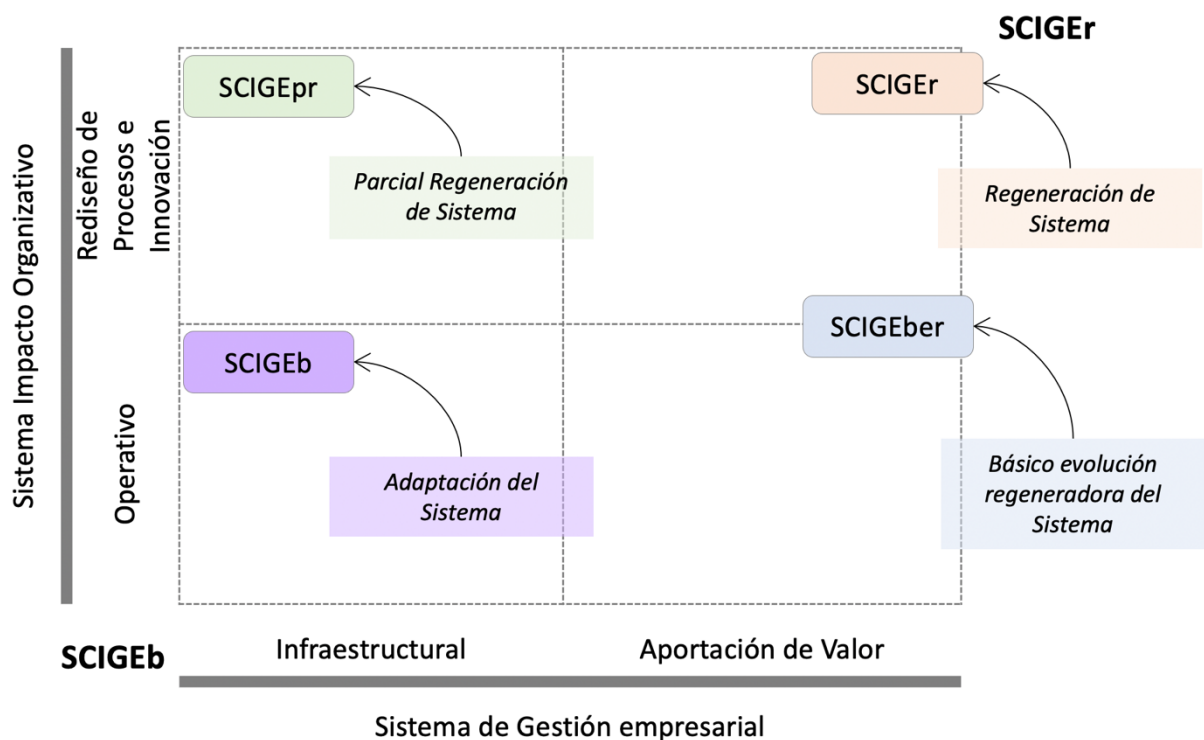 SCIGEr
SCIGEpr
SCIGEr
Parcial Regeneración
de Sistema
Regeneración de
Sistema
Sistema Impacto Organizativo
Rediseño de
Procesos e
Innovación
SCIGEb
SCIGEber
Operativo
Adaptación del
Sistema
Básico evolución
regeneradora del
Sistema
SCIGEb
Infraestructural
Aportación de Valor
Sistema de Gestión empresarial